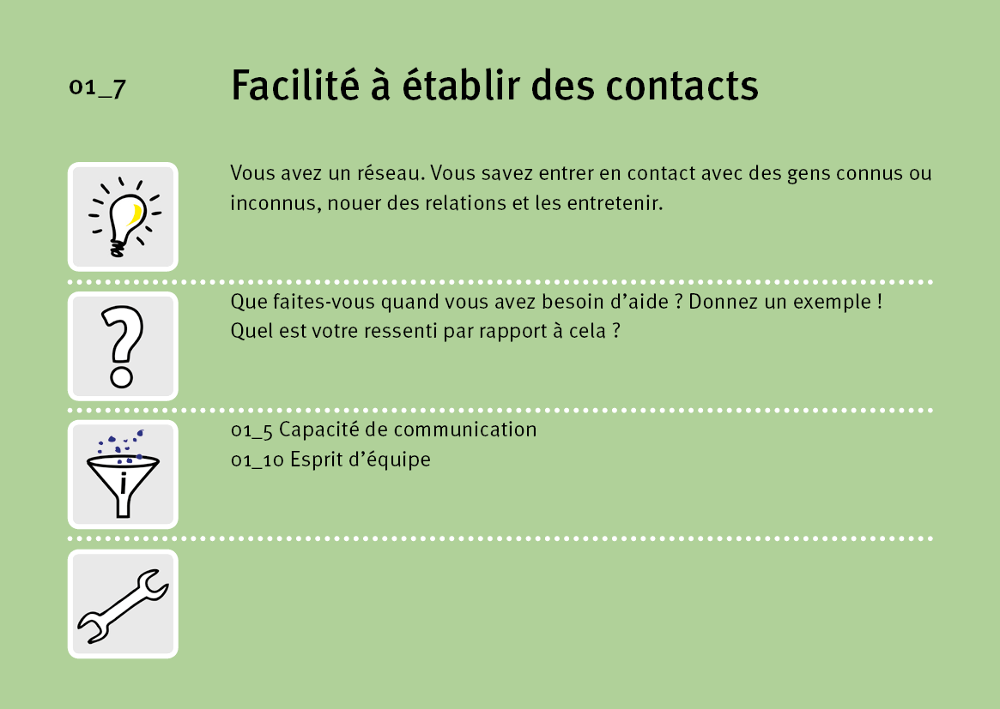 01_7
Facilité à établir des contacts
Vous avez un réseau. Vous savez entrer en contact avec des gens connus ou
inconnus, nouer des relations et les entretenir.
Que faites-vous quand vous avez besoin d’aide ? Donnez un exemple !
Quel est votre ressenti par rapport à cela ?
01_5 Capacité de communication
01_10 Esprit d’équipe
i